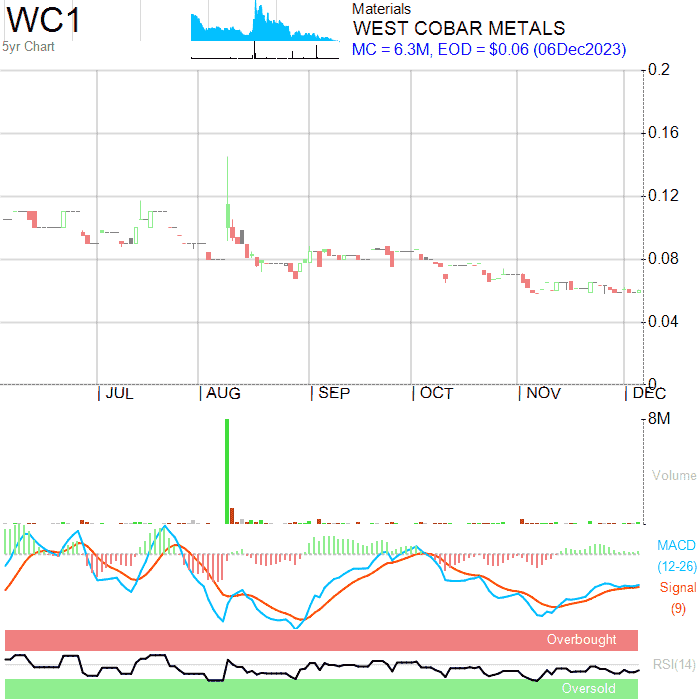 WC1
5yr Chart
Materials
WEST COBAR METALS
MC = 6.3M, EOD = $0.06 (06Dec2023)
0.2
0.16
0.12
0.08
0.04
0
JUL AUG SEP OCT NOV DEC
8M
Volume
MACD
(12-26)
Signal
(9)
Overbought
RSI(14)
Oversold